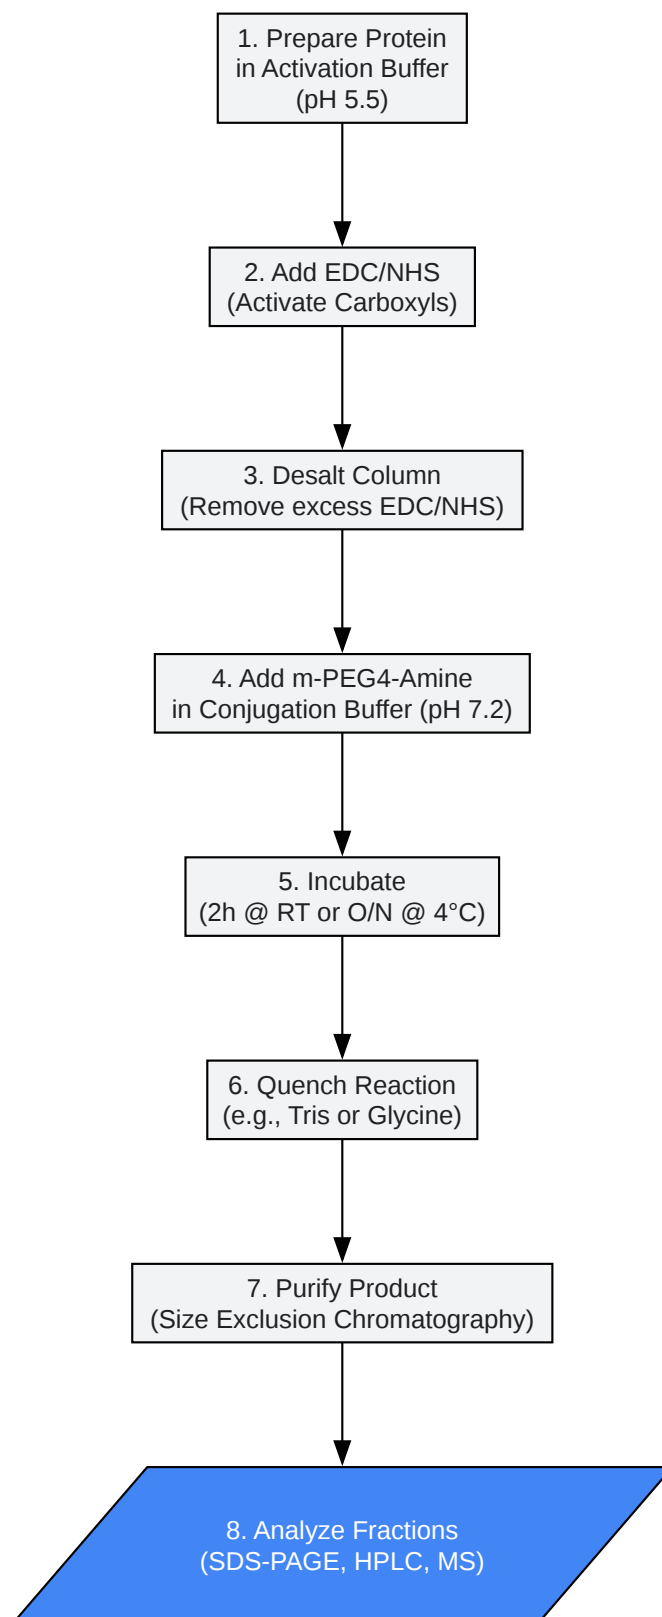 1. Prepare Protein
in Activation Buffer
(pH 5.5)
2. Add EDC/NHS
(Activate Carboxyls)
3. Desalt Column
(Remove excess EDC/NHS)
4. Add m-PEG4-Amine
in Conjugation Buffer (pH 7.2)
5. Incubate
(2h @ RT or O/N @ 4°C)
6. Quench Reaction
(e.g., Tris or Glycine)
7. Purify Product
(Size Exclusion Chromatography)
8. Analyze Fractions
(SDS-PAGE, HPLC, MS)